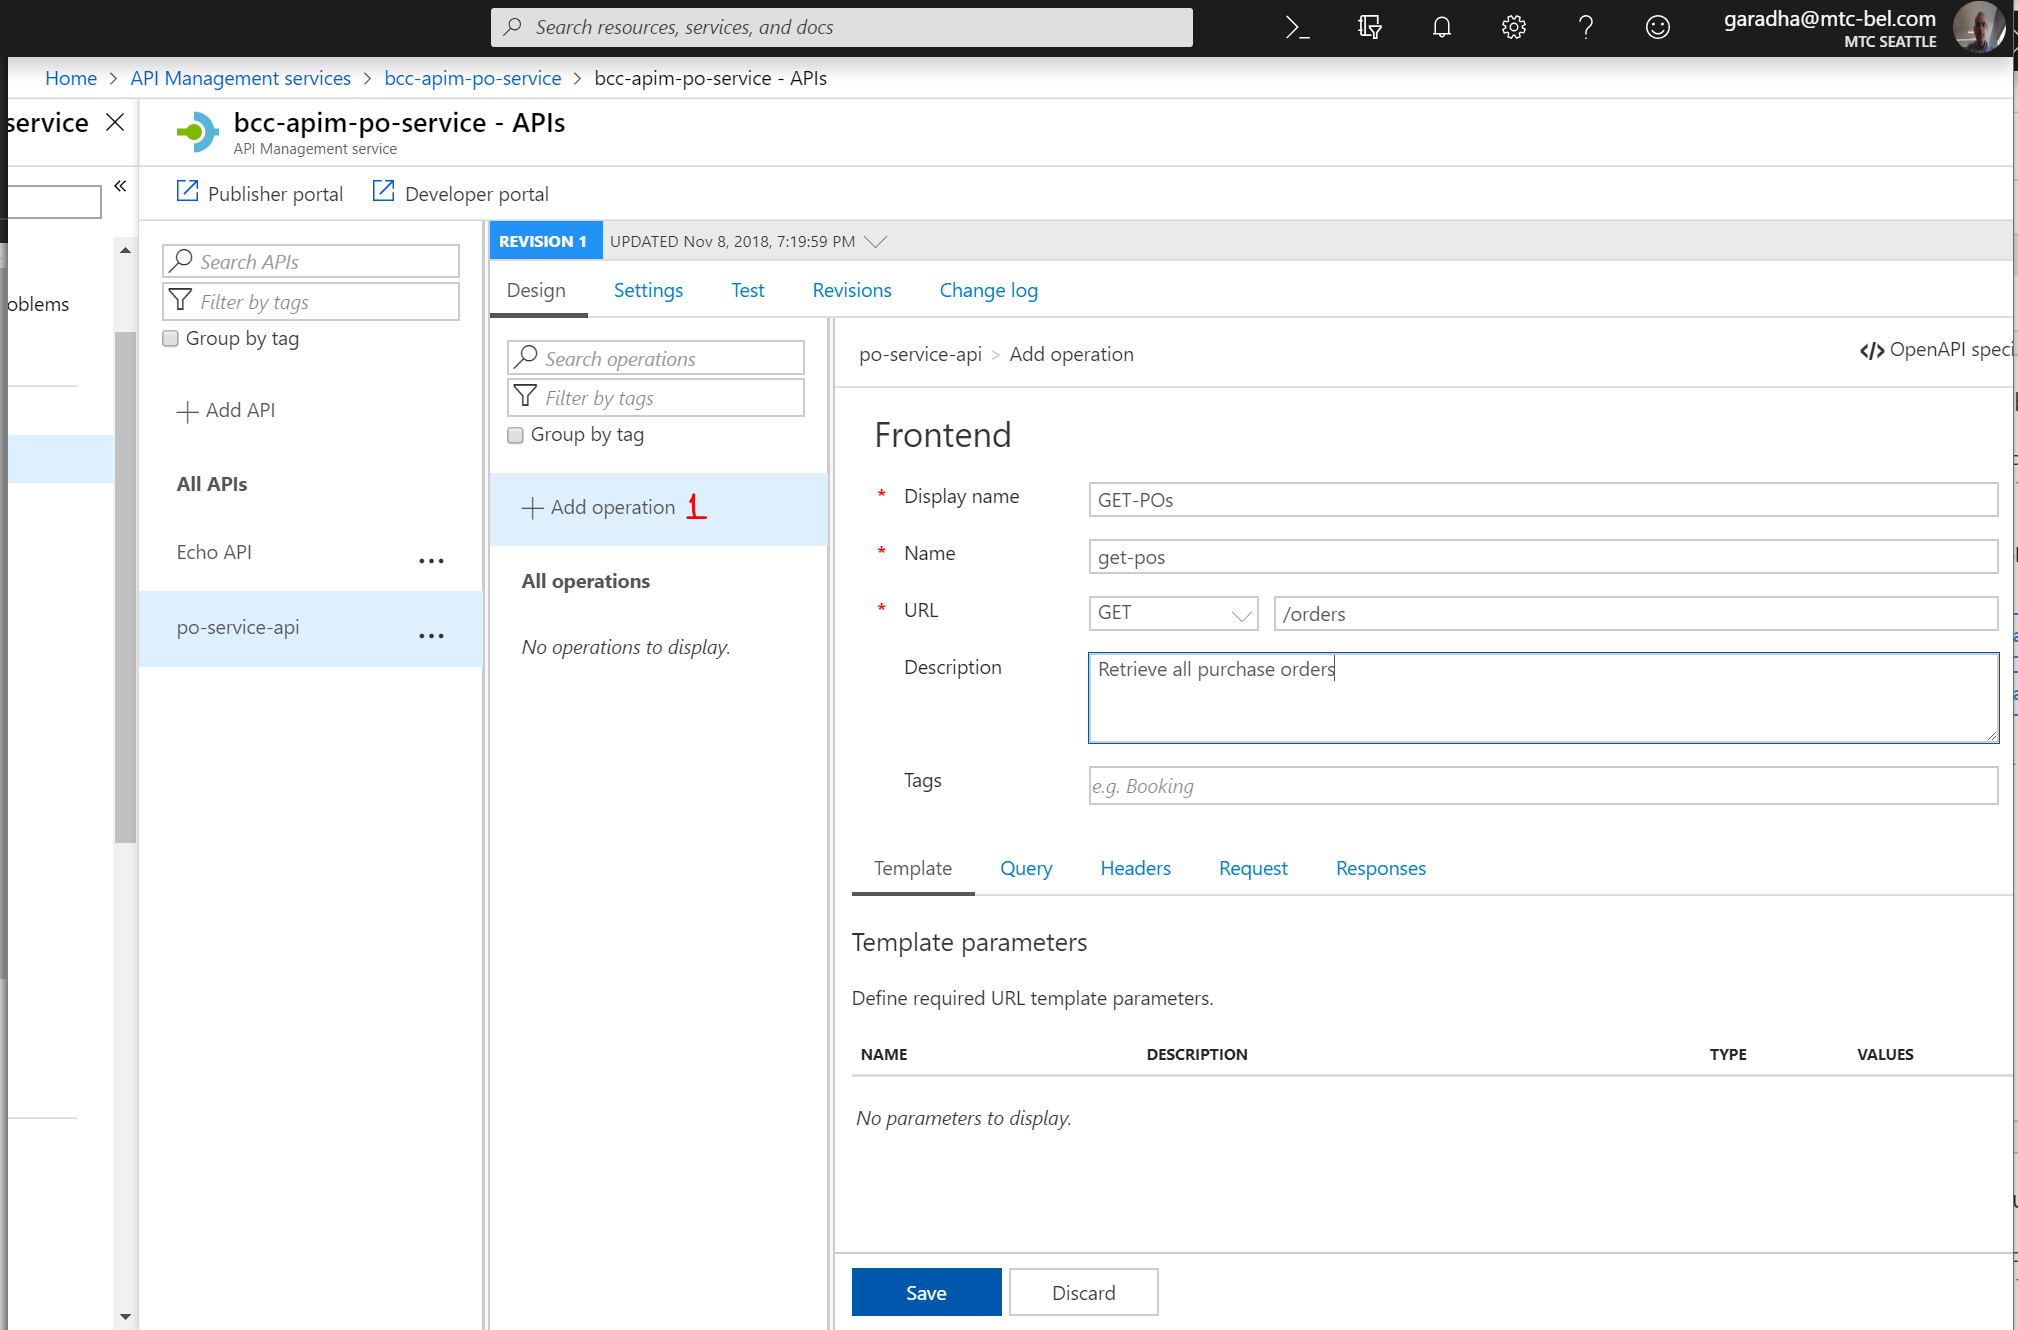 Search resources, services, and docs
garadha@mtc-bel.com
MTC SEATTLE
Home > API Management services > bcc-apim-po-service > bcc-apim-po-service - APIs
service
bcc-apim-po-service - APIs
API Management service
Publisher portal
Developer portal
oblems
Search APIs
Filter by tags
Group by tag
Add API
All APIs
Echo API
po-service-api
REVISION 1
UPDATED Nov 8, 2018, 7:19:59 PM
Design
Settings
Test
Revisions
Change log
Search operations
Filter by tags
Group by tag
Add operation 1
All operations
No operations to display.
po-service-api > Add operation
</> OpenAPI speci
Frontend
* Display name
GET-POs
* Name
get-pos
* URL
GET
/orders
Description
Retrieve all purchase orders
Tags
e.g. Booking
Template
Query
Headers
Request
Responses
Template parameters
Define required URL template parameters.
NAME
DESCRIPTION
TYPE
VALUES
No parameters to display.
Save
Discard